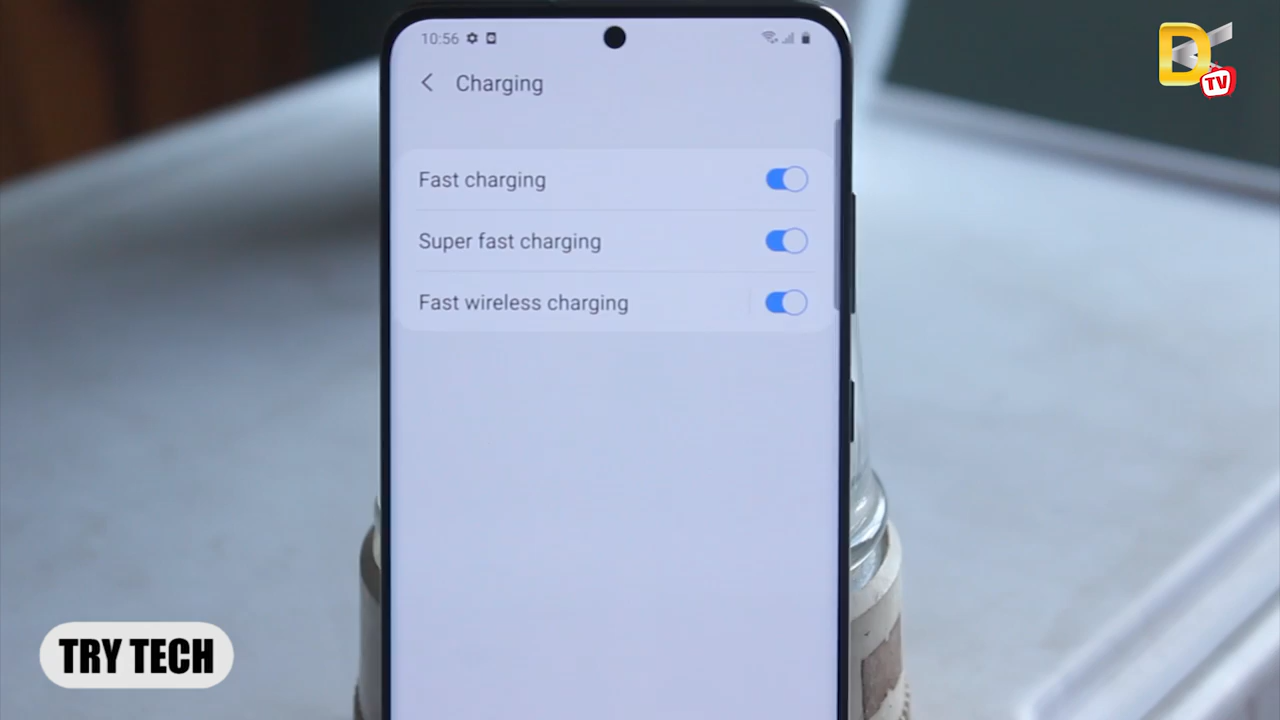 10:56
Charging
Fast charging
Super fast charging
Fast wireless charging
D
TV
TRY TECH